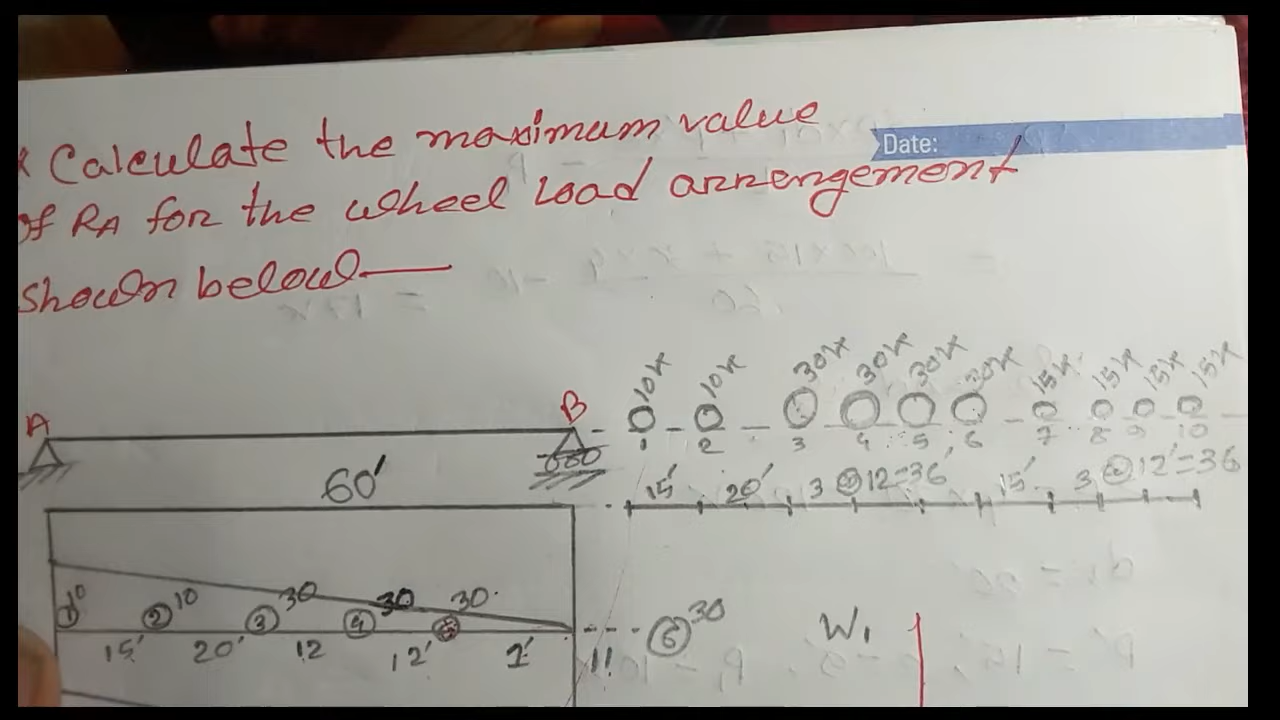 * Calculate the maximum value
Date:
of RA for the wheel load arrengement
shown below—
A B
60'
10K 10K 30K 30K 30K 30K 15K 15K 15K 15K
1 2 3 4 5 6 7 8 9 10
15' 20' 3@12=36' 15' 3@12'=36
1 10 2 10 3 30 4 30 5 30 6 30
15' 20' 12 12' 1' 11
W1